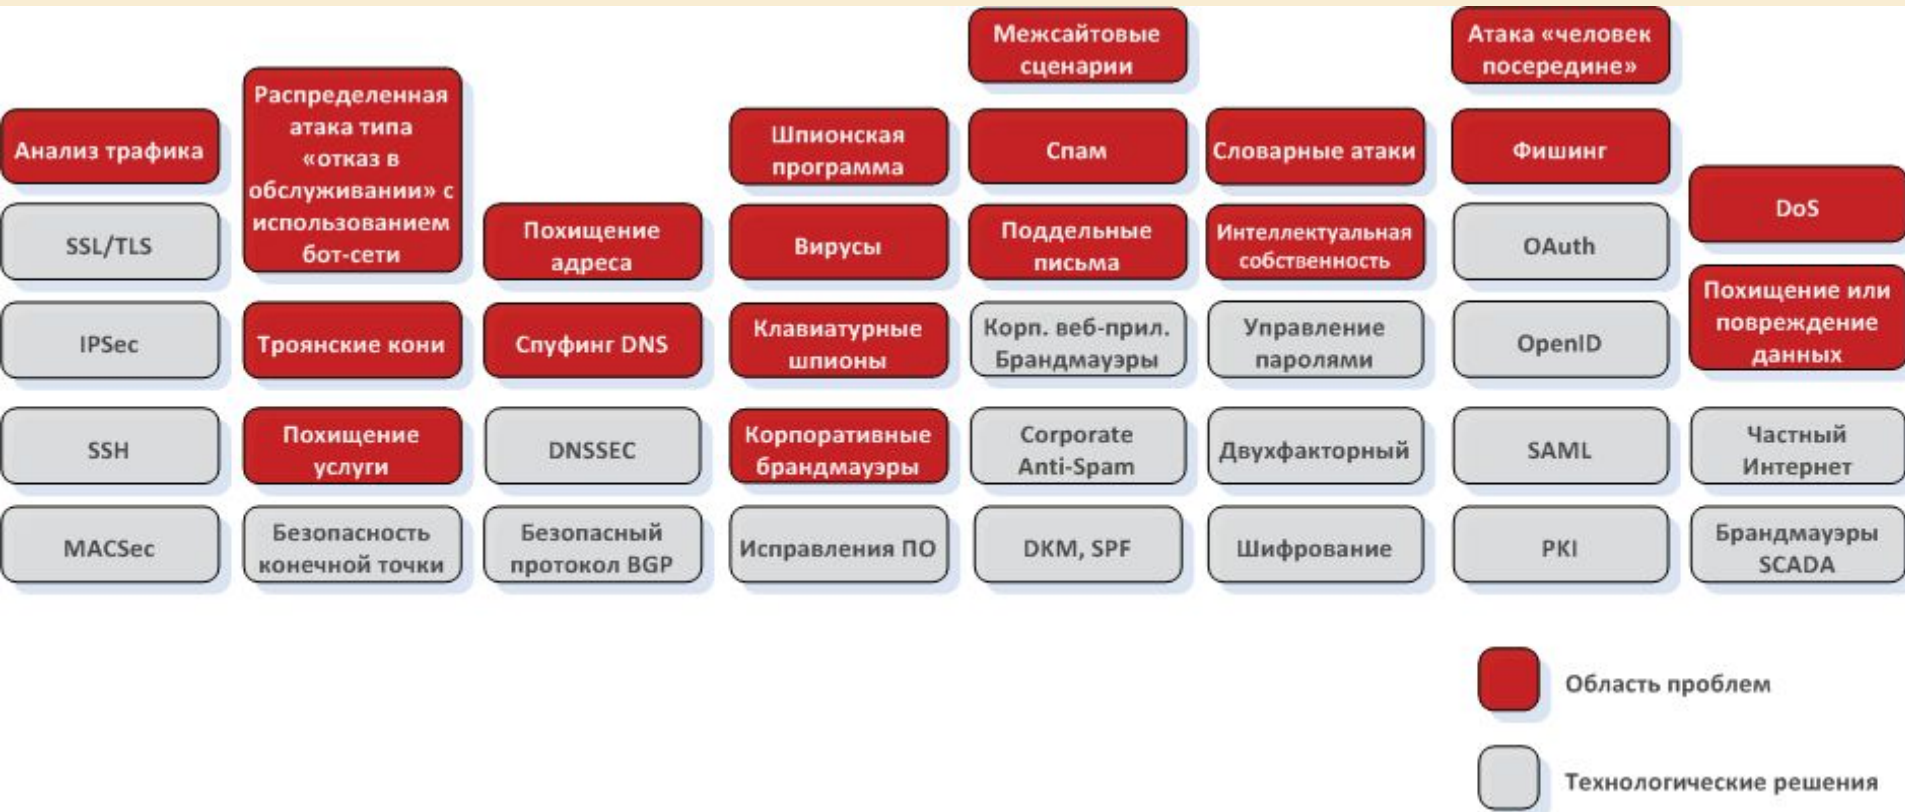 Анализ трафика
SSL/TLS
IPSec
SSH
MACSec
Распределенная
атака типа
«отказ в
обслуживании» с
использованием
бот-сети
Троянские кони
Похищение
услуги
Безопасность
конечной точки
Похищение
адреса
Спуфинг DNS
DNSSEC
Безопасный
протокол BGP
Шпионская
программа
Вирусы
Клавиатурные
шпионы
Корпоративные
брандмауэры
Исправления ПО
Межсайтовые
сценарии
Спам
Поддельные
письма
Корп. веб-прил.
Брандмауэры
Corporate
Anti-Spam
DKM, SPF
Словарные атаки
Интеллектуальная
собственность
Управление
паролями
Двухфакторный
Шифрование
Атака «человек
посередине»
Фишинг
OAuth
OpenID
SAML
PKI
DoS
Похищение или
повреждение
данных
Частный
Интернет
Брандмауэры
SCADA
Область проблем
Технологические решения